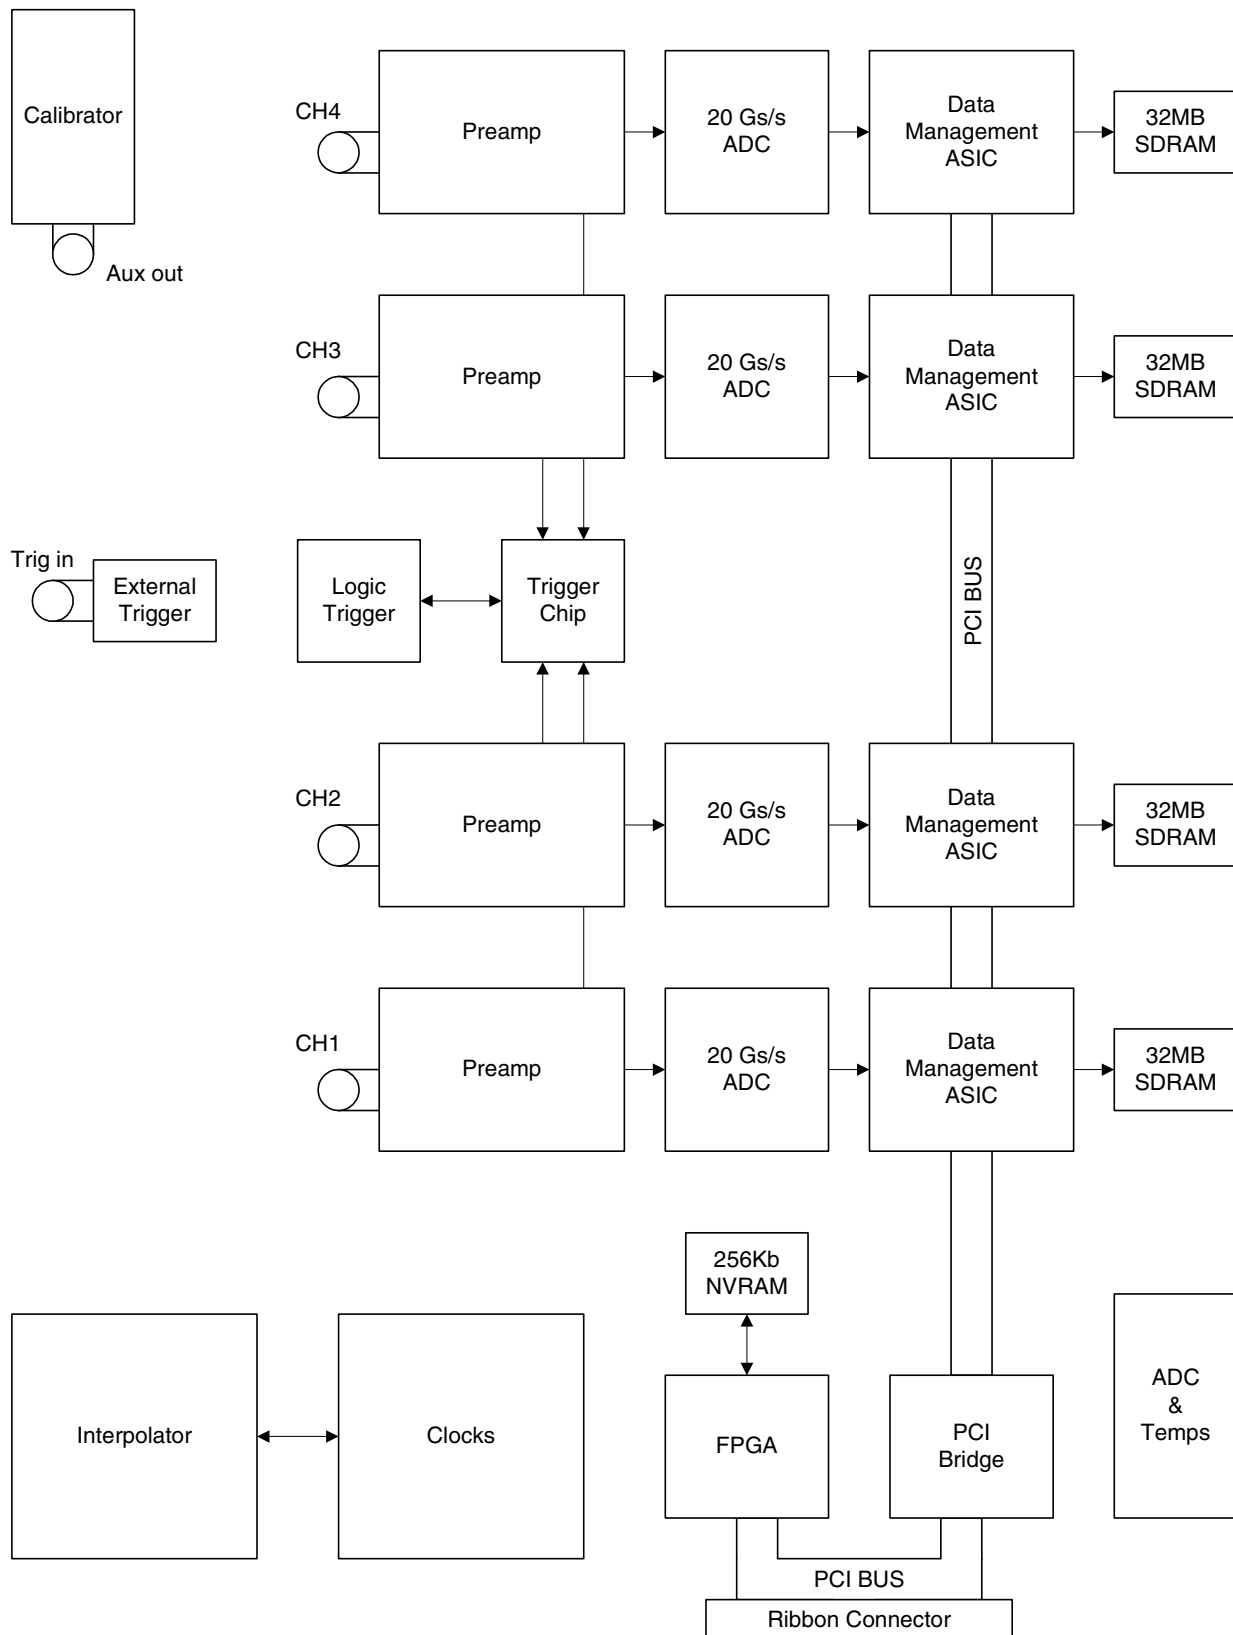 Calibrator
Aux out
CH4
Preamp
20 Gs/s
ADC
Data
Management
ASIC
32MB
SDRAM
CH3
Preamp
20 Gs/s
ADC
Data
Management
ASIC
32MB
SDRAM
Trig in
External
Trigger
Logic
Trigger
Trigger
Chip
PCI BUS
CH2
Preamp
20 Gs/s
ADC
Data
Management
ASIC
32MB
SDRAM
CH1
Preamp
20 Gs/s
ADC
Data
Management
ASIC
32MB
SDRAM
256Kb
NVRAM
Interpolator
Clocks
FPGA
PCI
Bridge
ADC
&
Temps
PCI BUS
Ribbon Connector